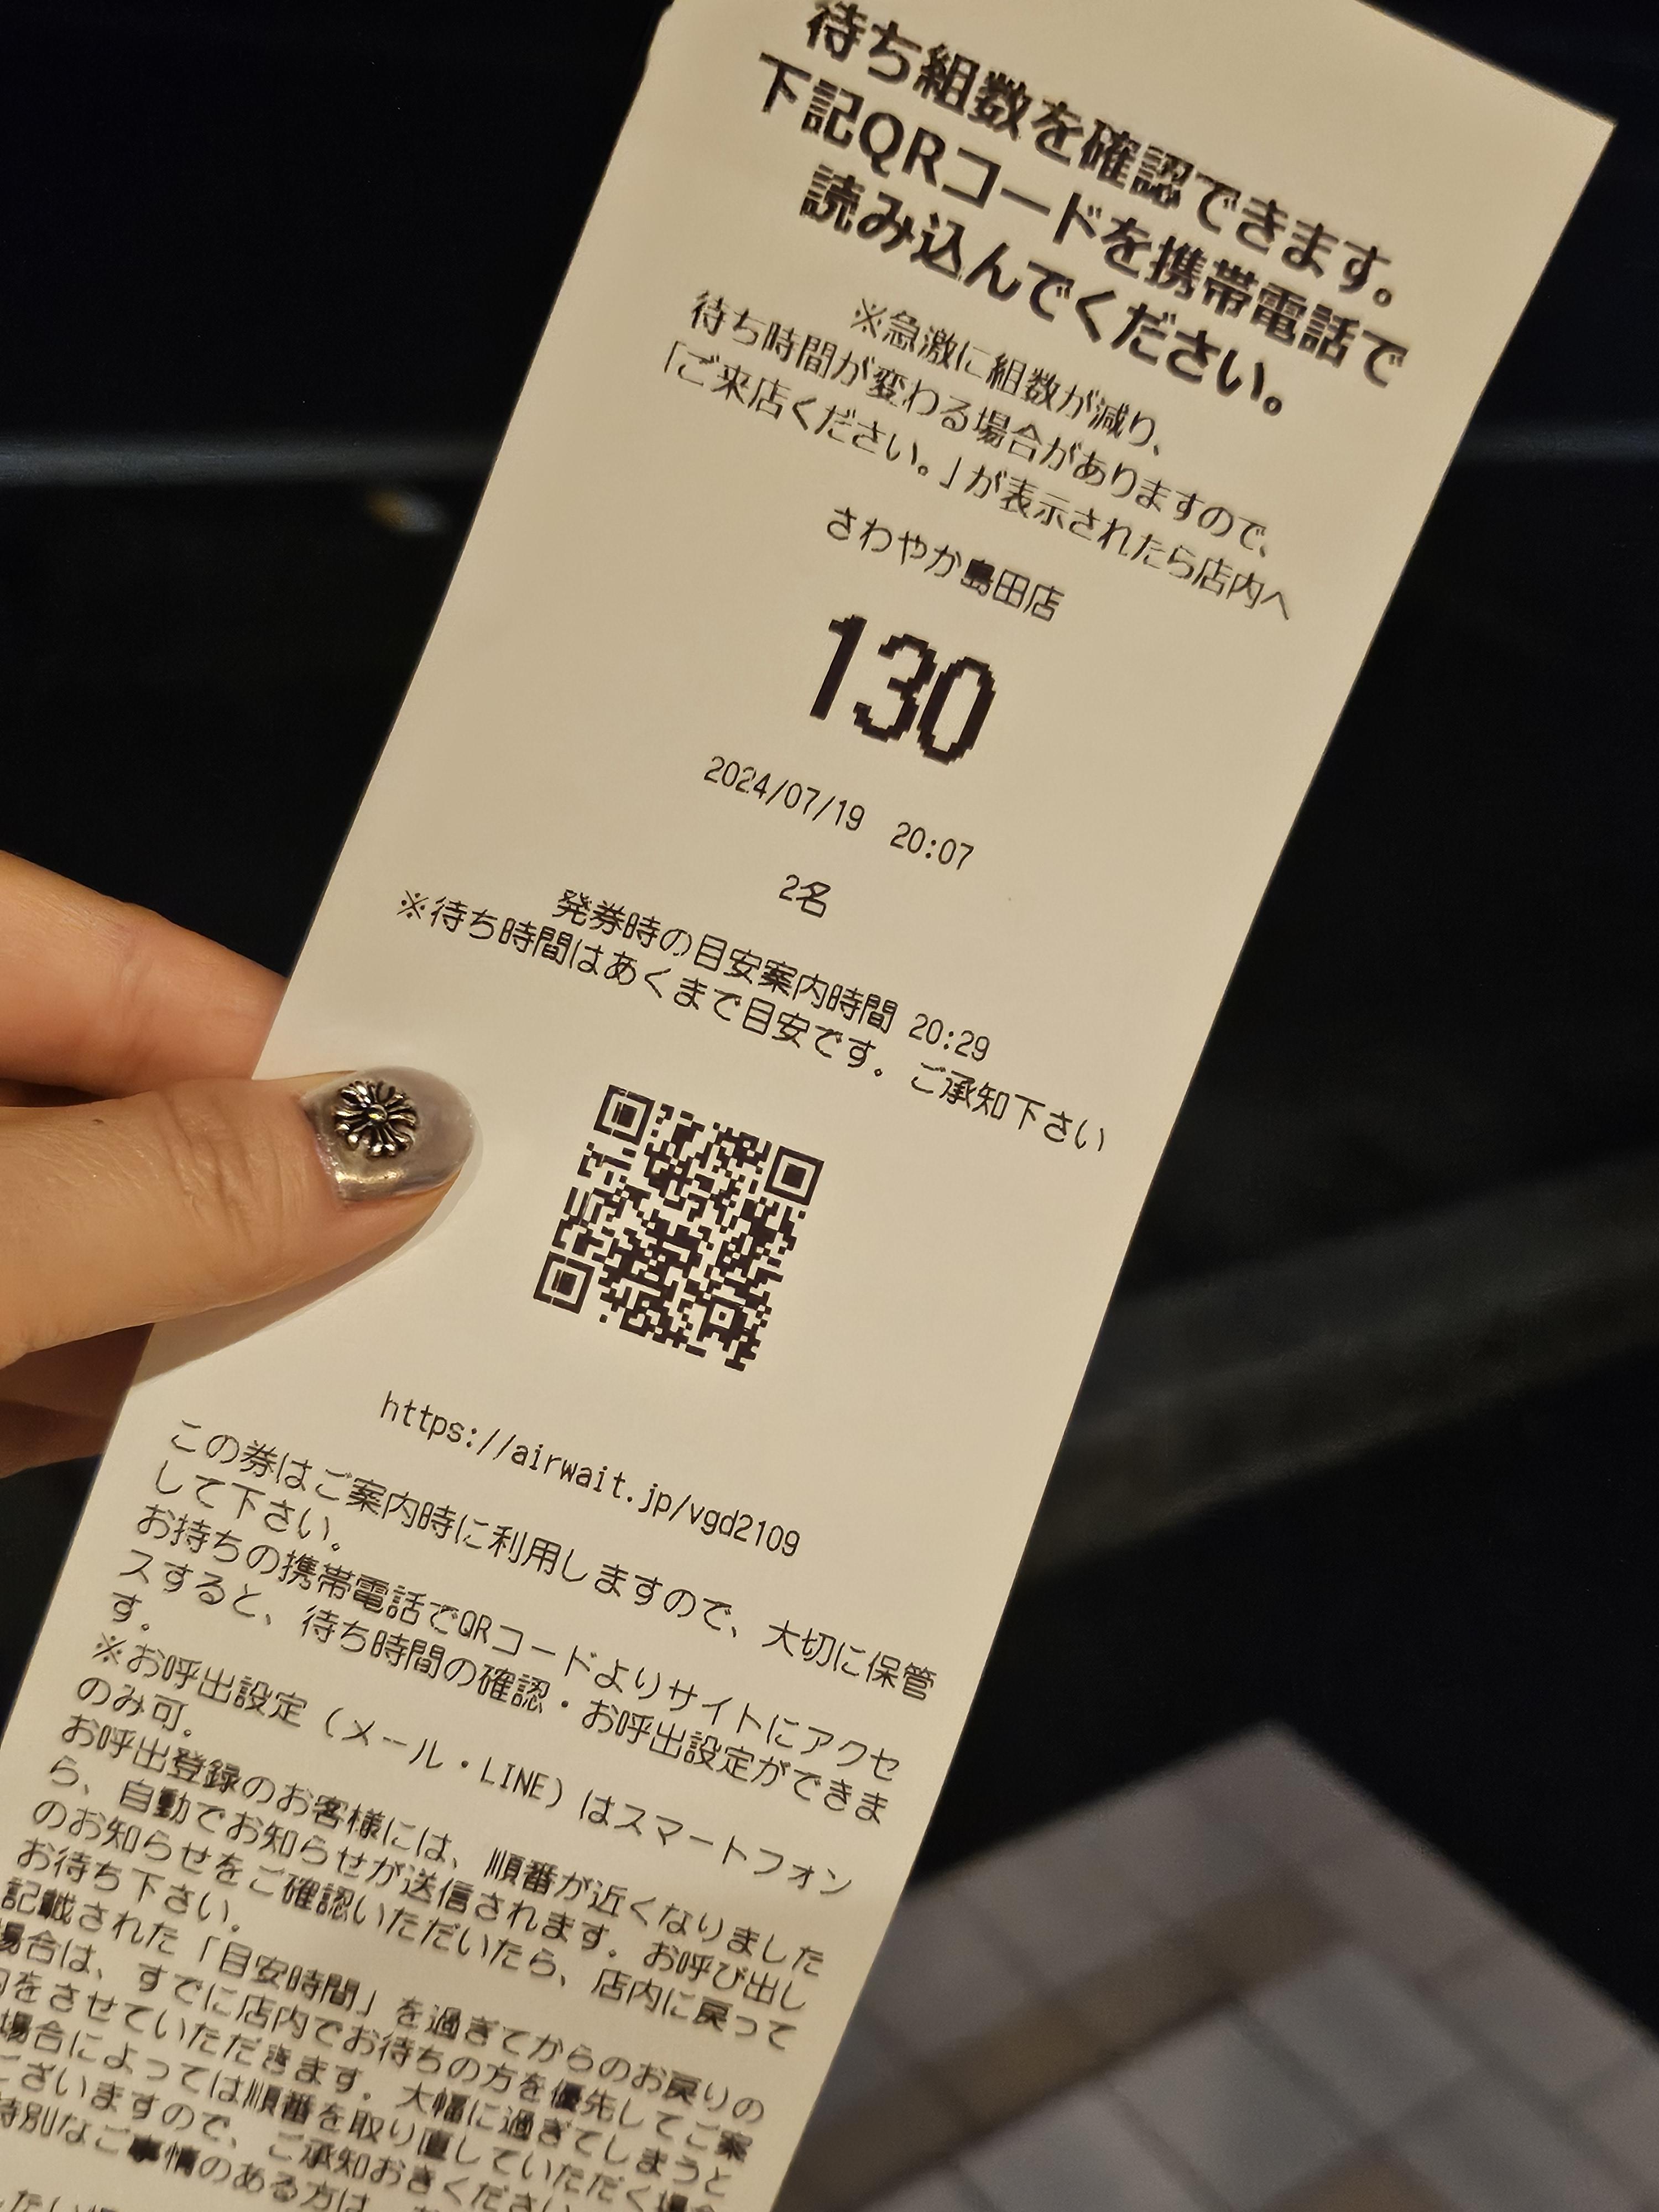 待ち組数を確認できます。
下記QRコードを携帯電話で
読み込んでください。
※急激に組数が減り、
待ち時間が変わる場合がありますので、
「ご来店ください。」が表示されたら店内へ
さわやか島田店
130
2024/07/19 20:07
2名
発券時の目安案内時間 20:29
※待ち時間はあくまで目安です。ご承知下さい
https://airwait.jp/vgd2109
この券はご案内時に利用しますので、大切に保管
して下さい。
お持ちの携帯電話でQRコードよりサイトにアクセ
スすると、待ち時間の確認・お呼出設定ができま
す。
※お呼出設定（メール・LINE）はスマートフォン
のみ可。
お呼出登録のお客様には、順番が近くなりました
ら、自動でお知らせが送信されます。お呼び出し
のお知らせをご確認いただいたら、店内に戻って
お待ち下さい。
記載された「目安時間」を過ぎてからのお戻りの
場合は、すでに店内でお待ちの方を優先してご案
内をさせていただきます。大幅に過ぎてしまうと
場合によっては順番を取り直していただく場合
ございますので、ご承知おきください
特別なご事情のある方は、